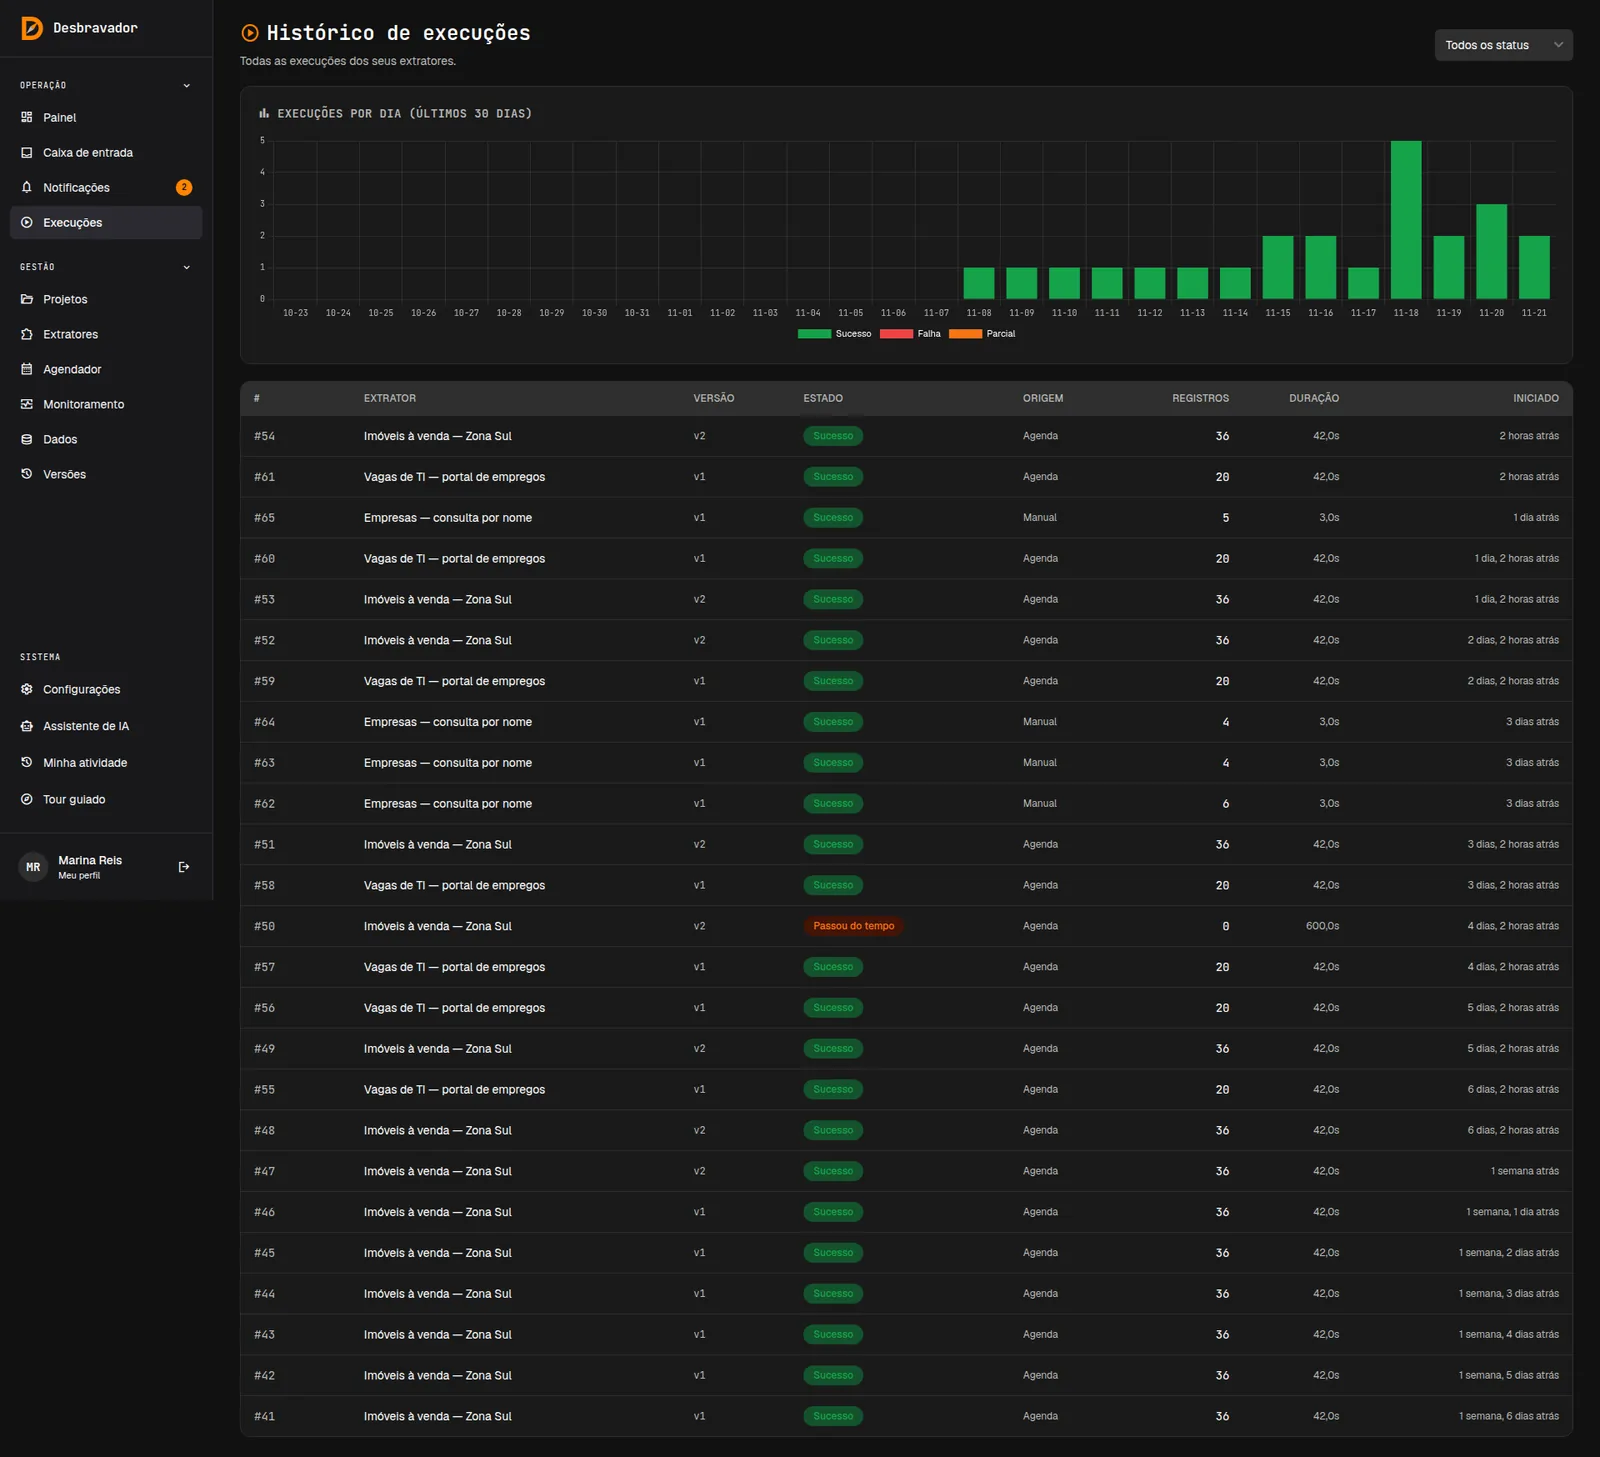 Desbravador
OPERAÇÃO
Painel
Caixa de entrada
Notificações 2
Execuções
GESTÃO
Projetos
Extratores
Agendador
Monitoramento
Dados
Versões
SISTEMA
Configurações
Assistente de IA
Minha atividade
Tour guiado
MR
Marina Reis
Meu perfil
Histórico de execuções
Todas as execuções dos seus extratores.
Todos os status
EXECUÇÕES POR DIA (ÚLTIMOS 30 DIAS)
5
4
3
2
1
0
10-23 10-24 10-25 10-26 10-27 10-28 10-29 10-30 10-31 11-01 11-02 11-03 11-04 11-05 11-06 11-07 11-08 11-09 11-10 11-11 11-12 11-13 11-14 11-15 11-16 11-17 11-18 11-19 11-20 11-21
Sucesso Falha Parcial
# EXTRATOR VERSÃO ESTADO ORIGEM REGISTROS DURAÇÃO INICIADO
#54 Imóveis à venda — Zona Sul v2 Sucesso Agenda 36 42,0s 2 horas atrás
#61 Vagas de TI — portal de empregos v1 Sucesso Agenda 20 42,0s 2 horas atrás
#65 Empresas — consulta por nome v1 Sucesso Manual 5 3,0s 1 dia atrás
#60 Vagas de TI — portal de empregos v1 Sucesso Agenda 20 42,0s 1 dia, 2 horas atrás
#53 Imóveis à venda — Zona Sul v2 Sucesso Agenda 36 42,0s 1 dia, 2 horas atrás
#52 Imóveis à venda — Zona Sul v2 Sucesso Agenda 36 42,0s 2 dias, 2 horas atrás
#59 Vagas de TI — portal de empregos v1 Sucesso Agenda 20 42,0s 2 dias, 2 horas atrás
#64 Empresas — consulta por nome v1 Sucesso Manual 4 3,0s 3 dias atrás
#63 Empresas — consulta por nome v1 Sucesso Manual 4 3,0s 3 dias atrás
#62 Empresas — consulta por nome v1 Sucesso Manual 6 3,0s 3 dias atrás
#51 Imóveis à venda — Zona Sul v2 Sucesso Agenda 36 42,0s 3 dias, 2 horas atrás
#58 Vagas de TI — portal de empregos v1 Sucesso Agenda 20 42,0s 3 dias, 2 horas atrás
#50 Imóveis à venda — Zona Sul v2 Passou do tempo Agenda 0 600,0s 4 dias, 2 horas atrás
#57 Vagas de TI — portal de empregos v1 Sucesso Agenda 20 42,0s 4 dias, 2 horas atrás
#56 Vagas de TI — portal de empregos v1 Sucesso Agenda 20 42,0s 5 dias, 2 horas atrás
#49 Imóveis à venda — Zona Sul v2 Sucesso Agenda 36 42,0s 5 dias, 2 horas atrás
#55 Vagas de TI — portal de empregos v1 Sucesso Agenda 20 42,0s 6 dias, 2 horas atrás
#48 Imóveis à venda — Zona Sul v2 Sucesso Agenda 36 42,0s 6 dias, 2 horas atrás
#47 Imóveis à venda — Zona Sul v2 Sucesso Agenda 36 42,0s 1 semana atrás
#46 Imóveis à venda — Zona Sul v1 Sucesso Agenda 36 42,0s 1 semana, 1 dia atrás
#45 Imóveis à venda — Zona Sul v1 Sucesso Agenda 36 42,0s 1 semana, 2 dias atrás
#44 Imóveis à venda — Zona Sul v1 Sucesso Agenda 36 42,0s 1 semana, 3 dias atrás
#43 Imóveis à venda — Zona Sul v1 Sucesso Agenda 36 42,0s 1 semana, 4 dias atrás
#42 Imóveis à venda — Zona Sul v1 Sucesso Agenda 36 42,0s 1 semana, 5 dias atrás
#41 Imóveis à venda — Zona Sul v1 Sucesso Agenda 36 42,0s 1 semana, 6 dias atrás